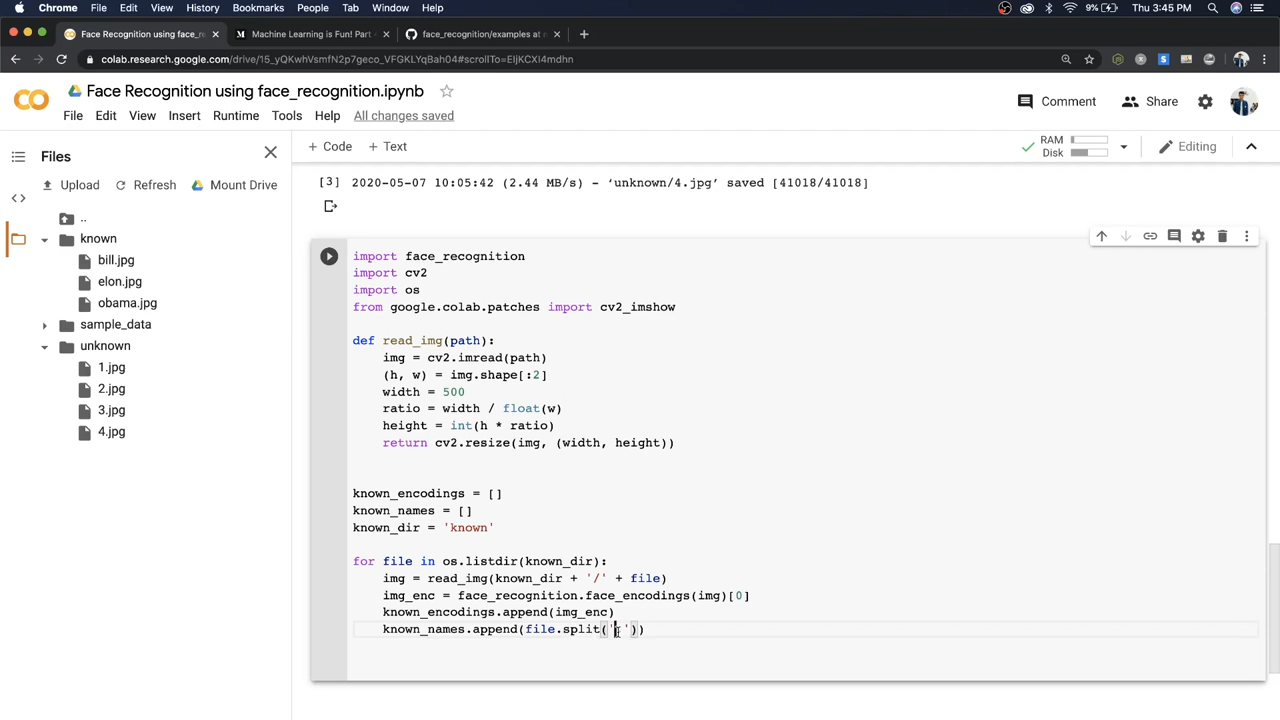 Chrome File Edit View History Bookmarks People Tab Window Help 9% Thu 3:45 PM
Face Recognition using face_re
Machine Learning is Fun! Part
face_recognition/examples at
colab.research.google.com/drive/15_yQKwhVsmfN2p7geco_VFGKLYqBah04#scrollTo=EIjKCXI4mdhn
CO
Face Recognition using face_recognition.ipynb
File Edit View Insert Runtime Tools Help All changes saved
Comment Share
Files
Upload Refresh Mount Drive
..
known
bill.jpg
elon.jpg
obama.jpg
sample_data
unknown
1.jpg
2.jpg
3.jpg
4.jpg
+ Code + Text
RAM
Disk
Editing
[3] 2020-05-07 10:05:42 (2.44 MB/s) - ‘unknown/4.jpg’ saved [41018/41018]
import face_recognition
import cv2
import os
from google.colab.patches import cv2_imshow
def read_img(path):
img = cv2.imread(path)
(h, w) = img.shape[:2]
width = 500
ratio = width / float(w)
height = int(h * ratio)
return cv2.resize(img, (width, height))
known_encodings = []
known_names = []
known_dir = 'known'
for file in os.listdir(known_dir):
img = read_img(known_dir + '/' + file)
img_enc = face_recognition.face_encodings(img)[0]
known_encodings.append(img_enc)
known_names.append(file.split('.'))